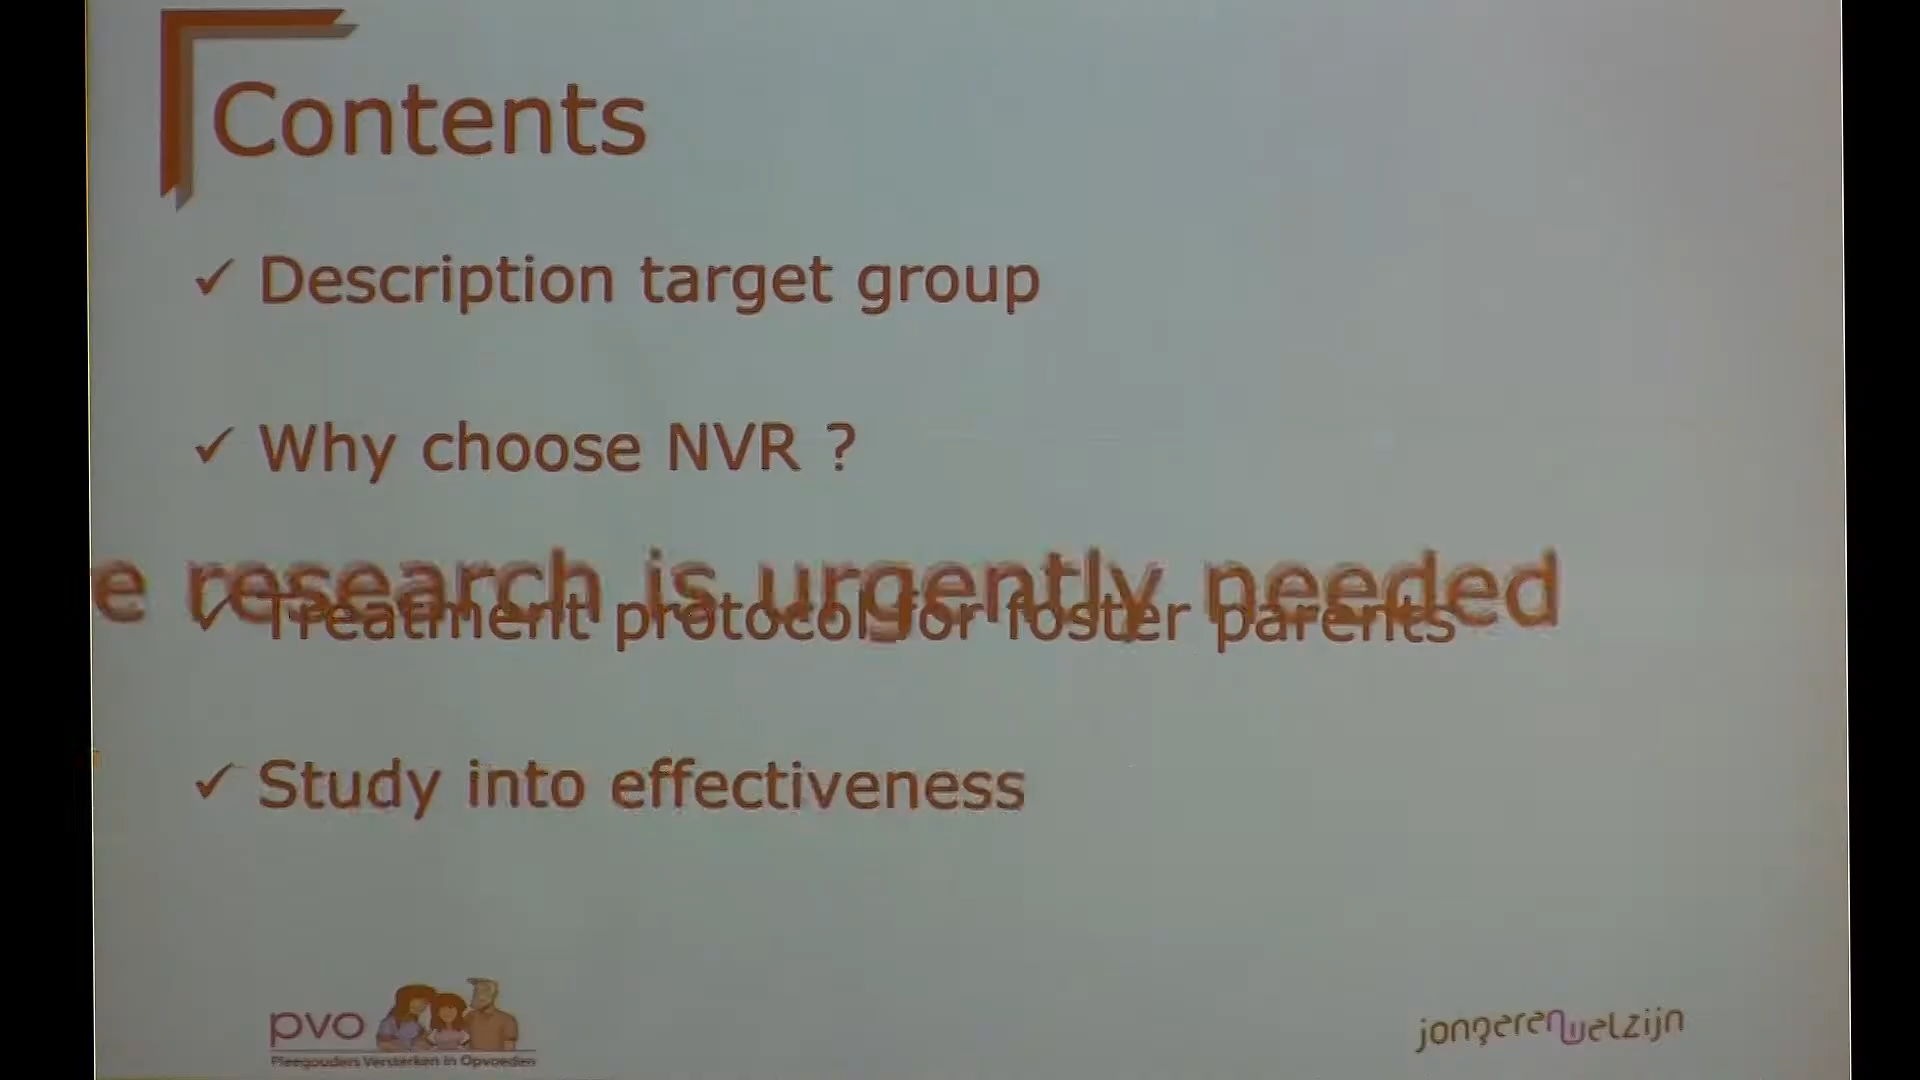 Contents
✓ Description target group
✓ Why choose NVR ?
e research is urgently needed
✓ Treatment protocol for foster parents
✓ Study into effectiveness
pvo
Pleegouders Versterken in Opvoeden
jongerenwelzijn